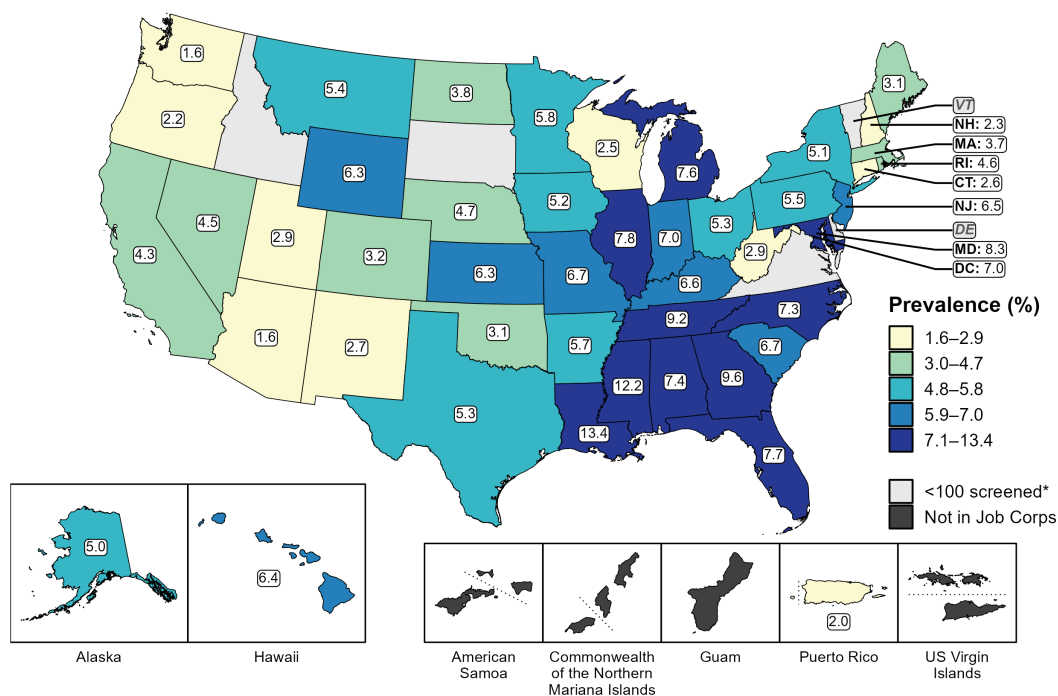 1.6
5.4
3.8
5.8
3.1
2.2
VT
NH: 2.3
MA: 3.7
RI: 4.6
CT: 2.6
NJ: 6.5
DE
MD: 8.3
DC: 7.0
6.3
2.5
5.1
7.6
4.7
5.2
5.5
5.3
4.5
2.9
3.2
6.3
6.7
7.8
7.0
6.6
2.9
4.3
1.6
2.7
3.1
5.7
9.2
7.3
6.7
5.3
12.2
7.4
9.6
13.4
7.7
Prevalence (%)
1.6–2.9
3.0–4.7
4.8–5.8
5.9–7.0
7.1–13.4
<100 screened*
Not in Job Corps
5.0
6.4
2.0
Alaska
Hawaii
American
Samoa
Commonwealth
of the Northern
Mariana Islands
Guam
Puerto Rico
US Virgin
Islands